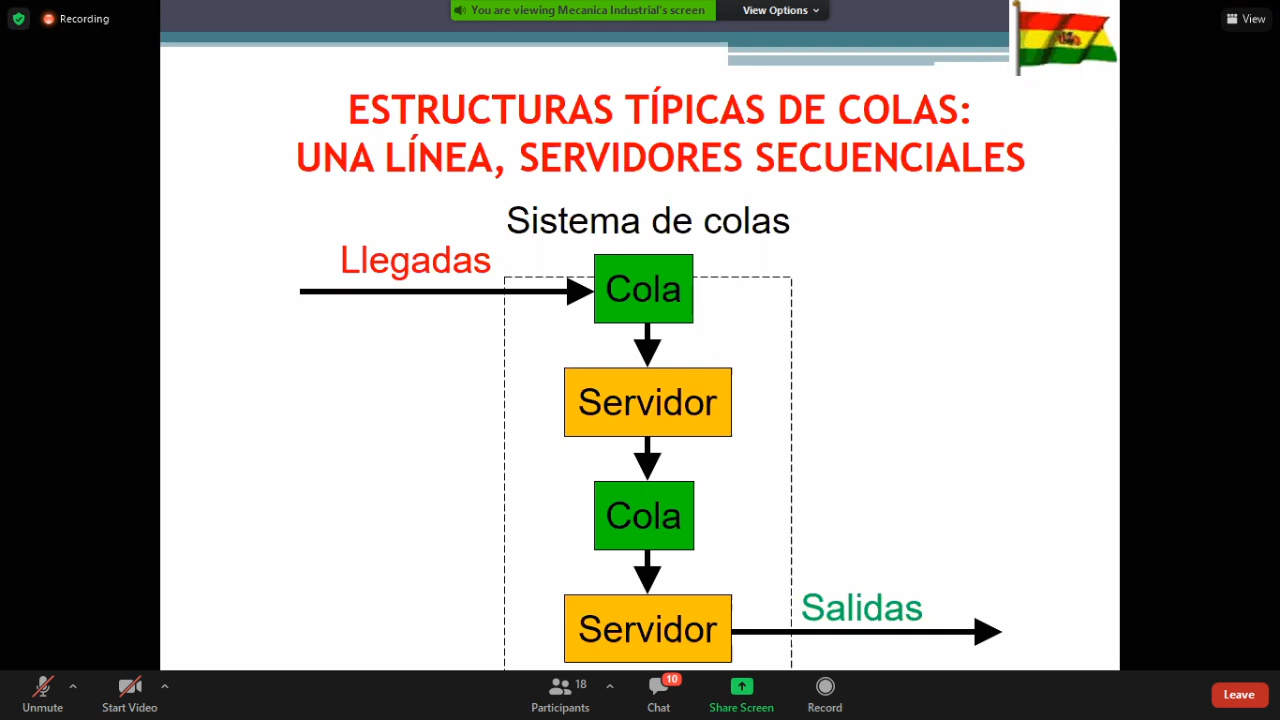 You are viewing Mecanica Industrial's screen
View Options
Recording
View
ESTRUCTURAS TÍPICAS DE COLAS:
UNA LÍNEA, SERVIDORES SECUENCIALES
Sistema de colas
Llegadas
Cola
Servidor
Cola
Salidas
Servidor
Unmute
Start Video
18
Participants
10
Chat
Share Screen
Record
Leave